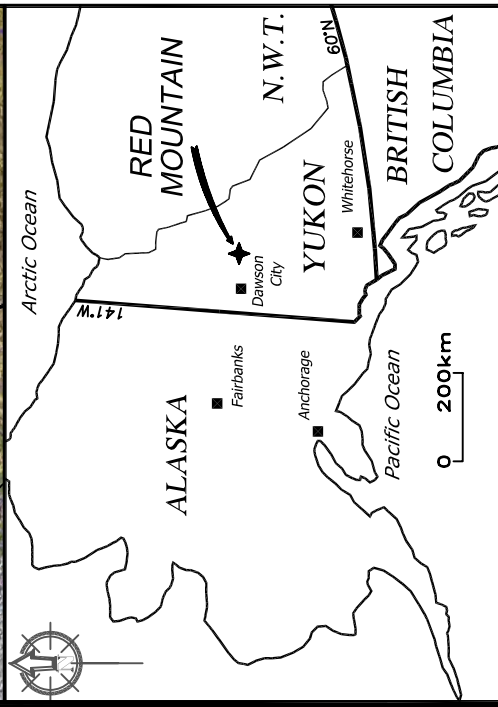 Arctic Ocean
N.W.T.
RED
MOUNTAIN
60°N
BRITISH
COLUMBIA
141°W
YUKON
Whitehorse
Dawson
City
ALASKA
Fairbanks
Anchorage
Pacific Ocean
0 200km
N